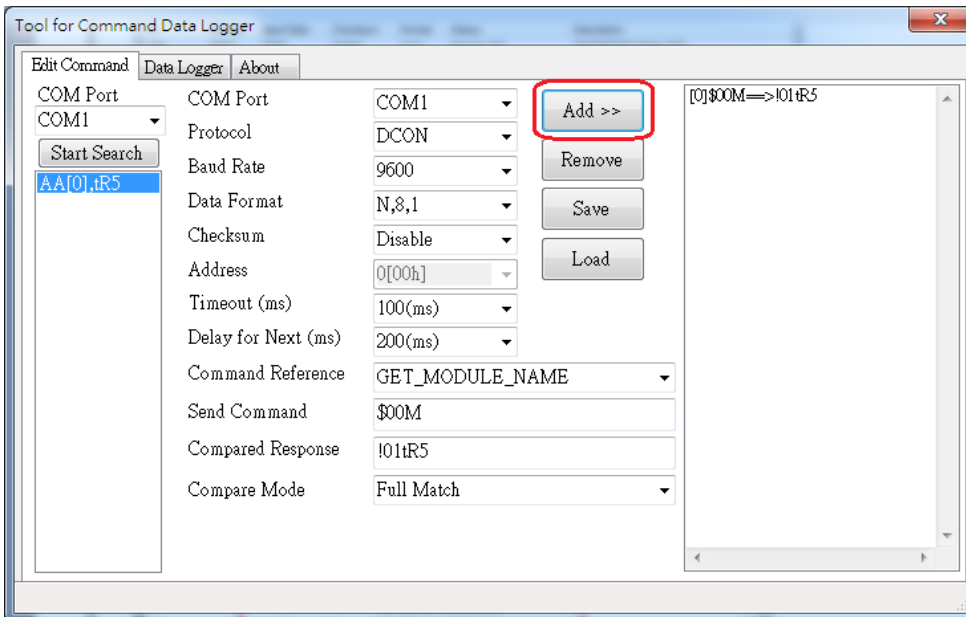 Tool for Command Data Logger
Edit Command
Data Logger
About
COM Port
COM1
Start Search
AA[0],tR5
COM Port
COM1
Protocol
DCON
Baud Rate
9600
Data Format
N,8,1
Checksum
Disable
Address
0[00h]
Timeout (ms)
100(ms)
Delay for Next (ms)
200(ms)
Command Reference
GET_MODULE_NAME
Send Command
$00M
Compared Response
!01tR5
Compare Mode
Full Match
Add >>
Remove
Save
Load
[0]$00M==>!01tR5